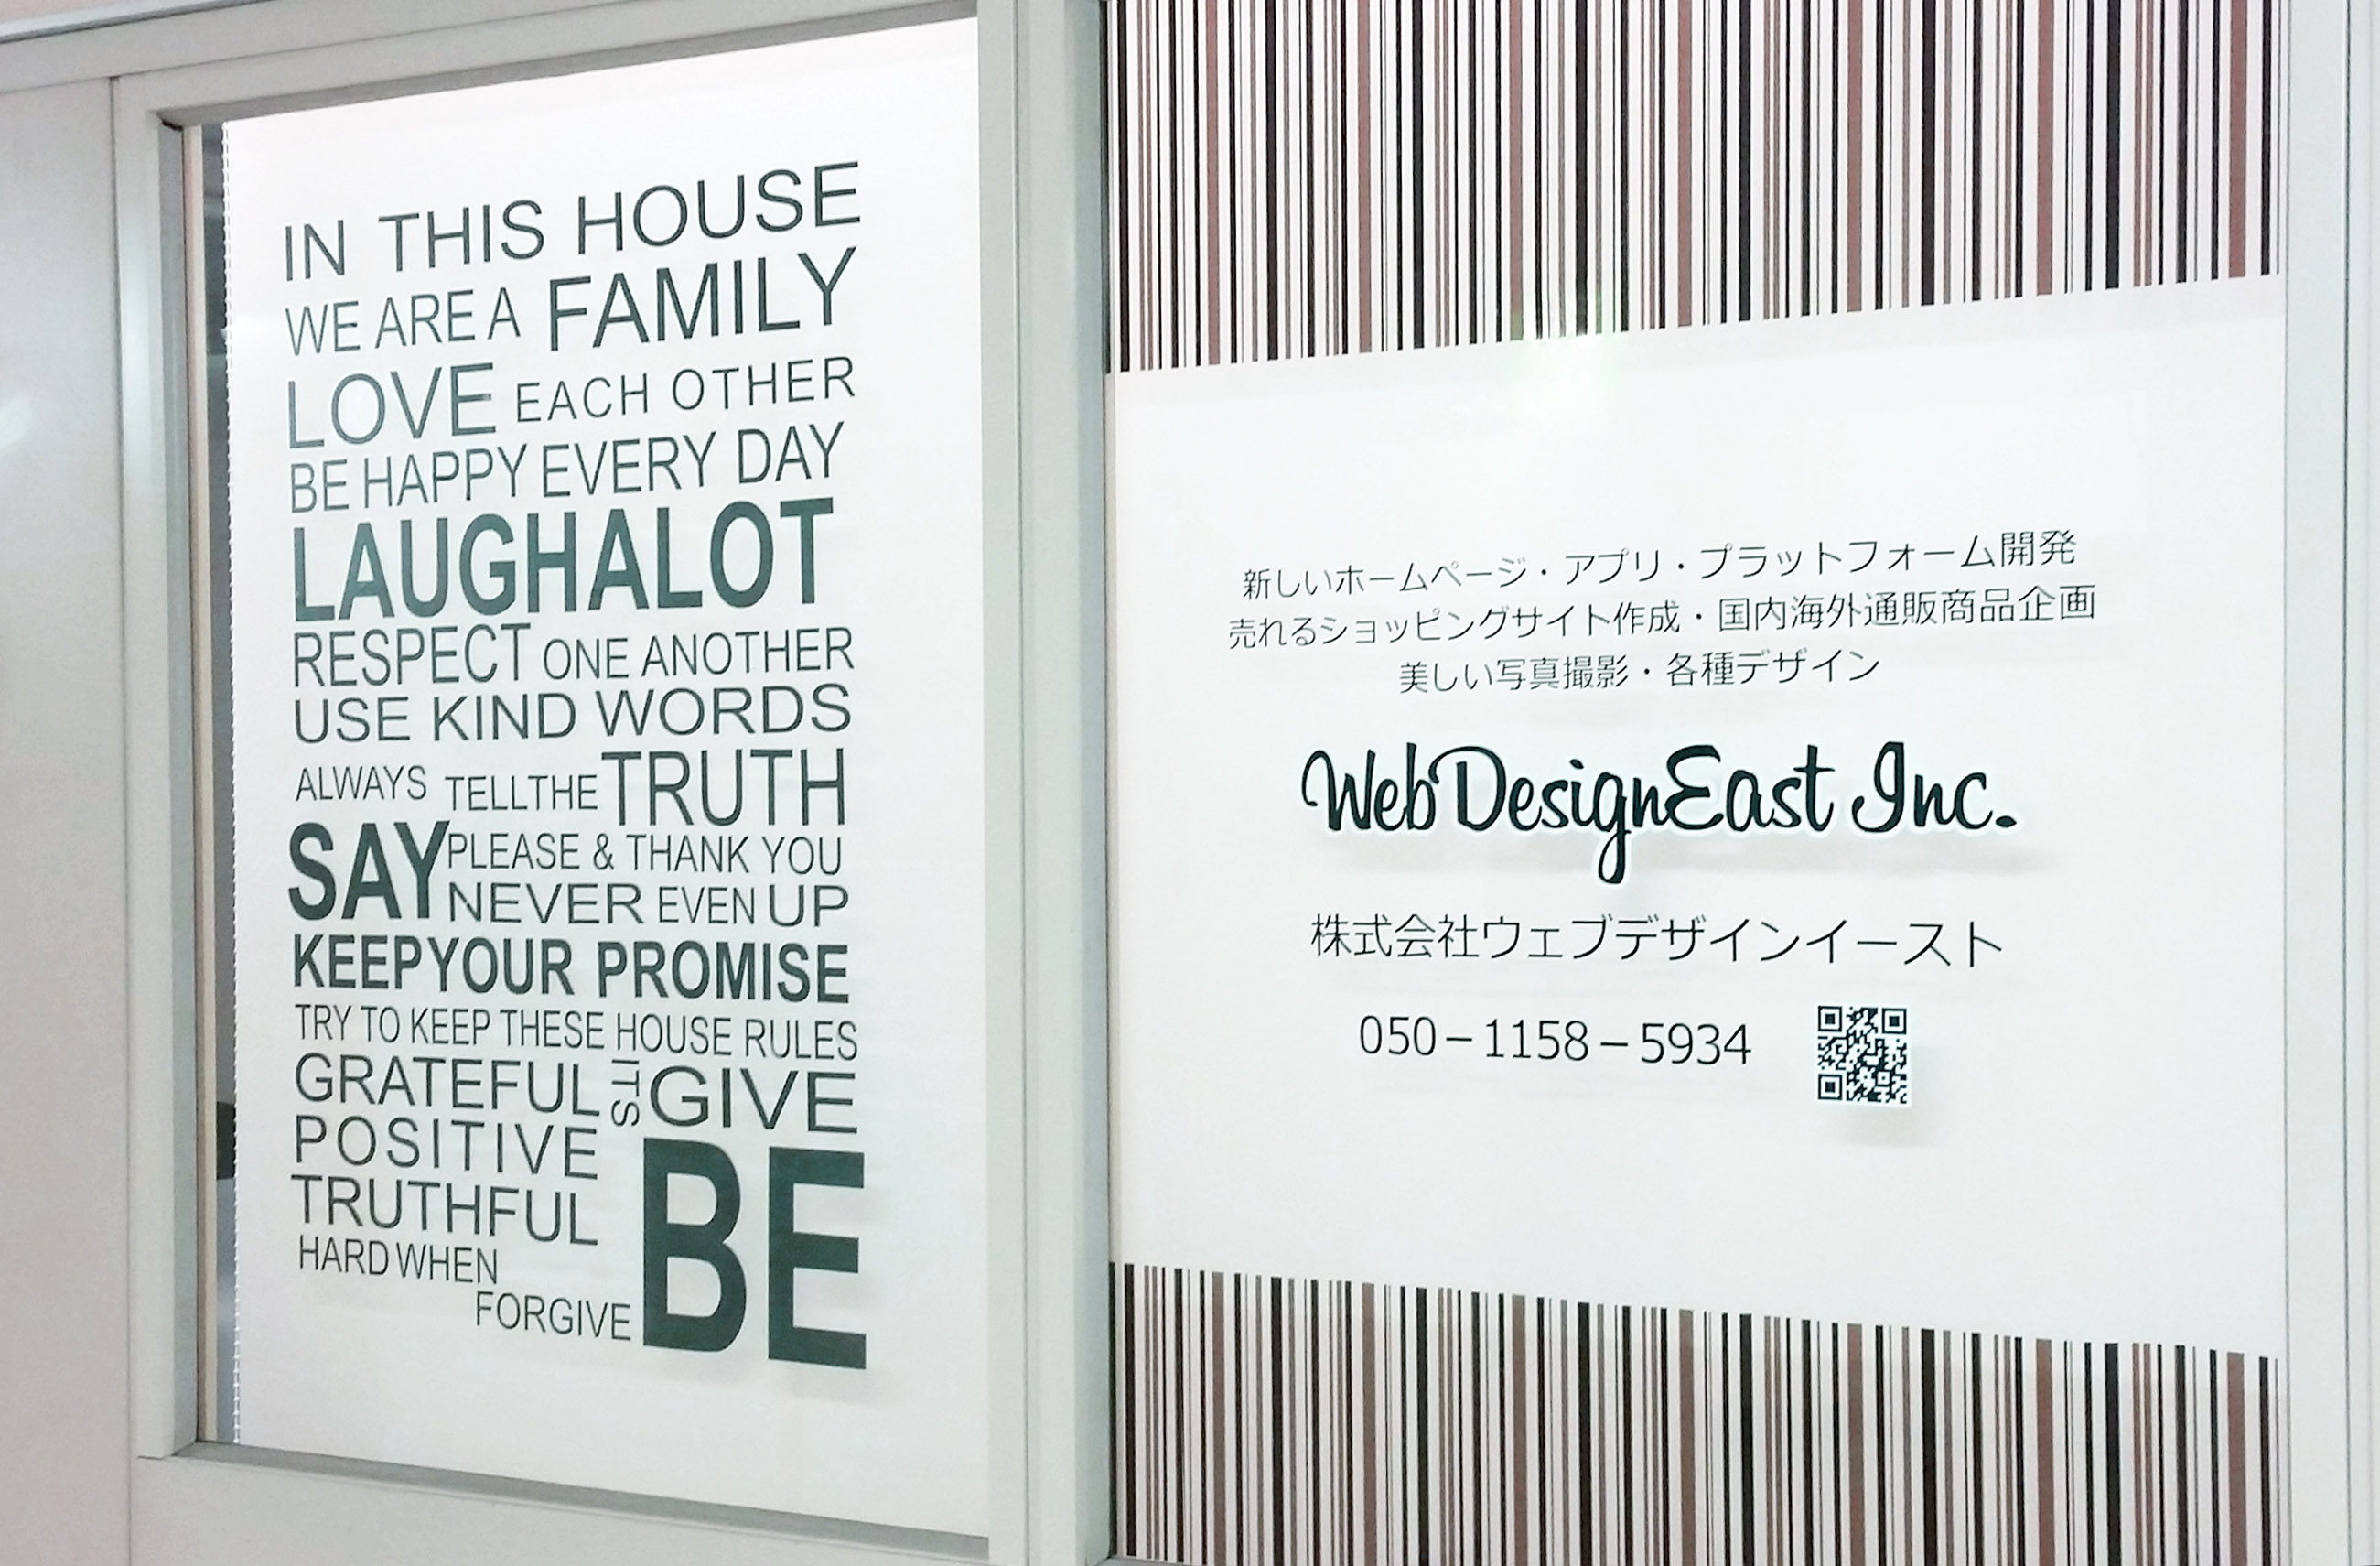 IN THIS HOUSE
WE ARE A FAMILY
LOVE EACH OTHER
BE HAPPY EVERY DAY
LAUGHALOT
RESPECT ONE ANOTHER
USE KIND WORDS
ALWAYS TELLTHE TRUTH
SAY PLEASE & THANK YOU
NEVER EVEN UP
KEEPYOUR PROMISE
TRY TO KEEP THESE HOUSE RULES
GRATEFUL ITS GIVE
POSITIVE
TRUTHFUL
HARD WHEN
FORGIVE
BE
新しいホームページ・アプリ・プラットフォーム開発
売れるショッピングサイト作成・国内海外通販商品企画
美しい写真撮影・各種デザイン
WebDesignEast Inc.
株式会社ウェブデザインイースト
050−1158−5934